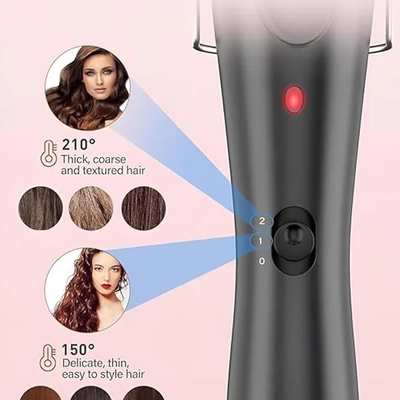 210°
Thick, coarse
and textured hair
2
1
0
150°
Delicate, thin,
easy to style hair